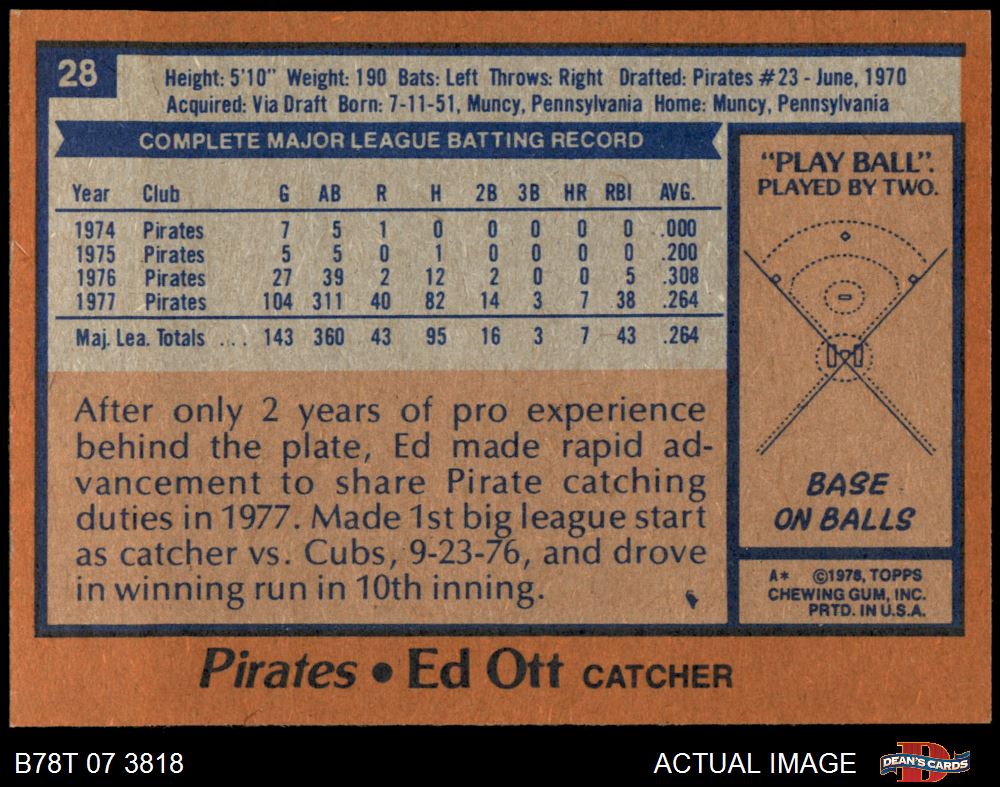 28
Height: 5'10" Weight: 190 Bats: Left Throws: Right Drafted: Pirates #23 - June, 1970
Acquired: Via Draft Born: 7-11-51, Muncy, Pennsylvania Home: Muncy, Pennsylvania
COMPLETE MAJOR LEAGUE BATTING RECORD
Year Club G AB R H 2B 3B HR RBI AVG.
1974 Pirates 7 5 1 0 0 0 0 0 .000
1975 Pirates 5 5 0 1 0 0 0 0 .200
1976 Pirates 27 39 2 12 2 0 0 5 .308
1977 Pirates 104 311 40 82 14 3 7 38 .264
Maj. Lea. Totals .... 143 360 43 95 16 3 7 43 .264
After only 2 years of pro experience
behind the plate, Ed made rapid ad-
vancement to share Pirate catching
duties in 1977. Made 1st big league start
as catcher vs. Cubs, 9-23-76, and drove
in winning run in 10th inning.
"PLAY BALL".
PLAYED BY TWO.
BASE
ON BALLS
A* ©1978, TOPPS
CHEWING GUM, INC.
PRTD. IN U.S.A.
Pirates • Ed Ott CATCHER
B78T 07 3818
ACTUAL IMAGE
DEAN'S CARDS